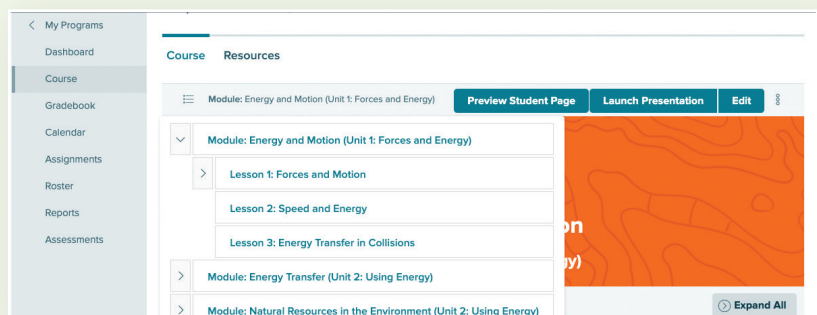 My Programs
Dashboard
Course
Gradebook
Calendar
Assignments
Roster
Reports
Assessments
Course Resources
Module: Energy and Motion (Unit 1: Forces and Energy) Preview Student Page Launch Presentation Edit
Module: Energy and Motion (Unit 1: Forces and Energy)
Lesson 1: Forces and Motion
Lesson 2: Speed and Energy
Lesson 3: Energy Transfer in Collisions
Module: Energy Transfer (Unit 2: Using Energy)
Module: Natural Resources in the Environment (Unit 2: Using Energy)
Expand All